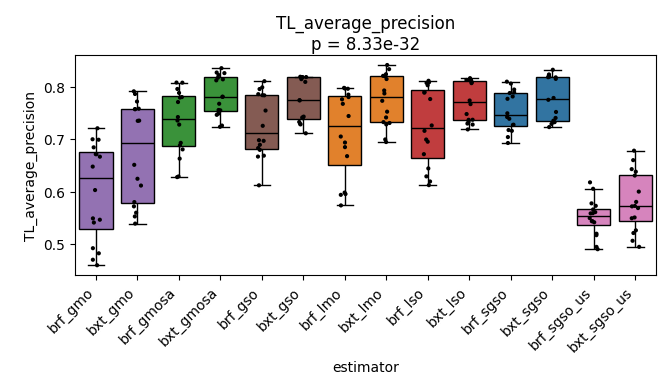 TL_average_precision
p = 8.33e-32
TL_average_precision
0.8
0.7
0.6
0.5
brf_gmo
bxt_gmo
brf_gmosa
bxt_gmosa
brf_gso
bxt_gso
brf_lmo
bxt_lmo
brf_lso
bxt_lso
brf_sgso
bxt_sgso
brf_sgso_us
bxt_sgso_us
estimator